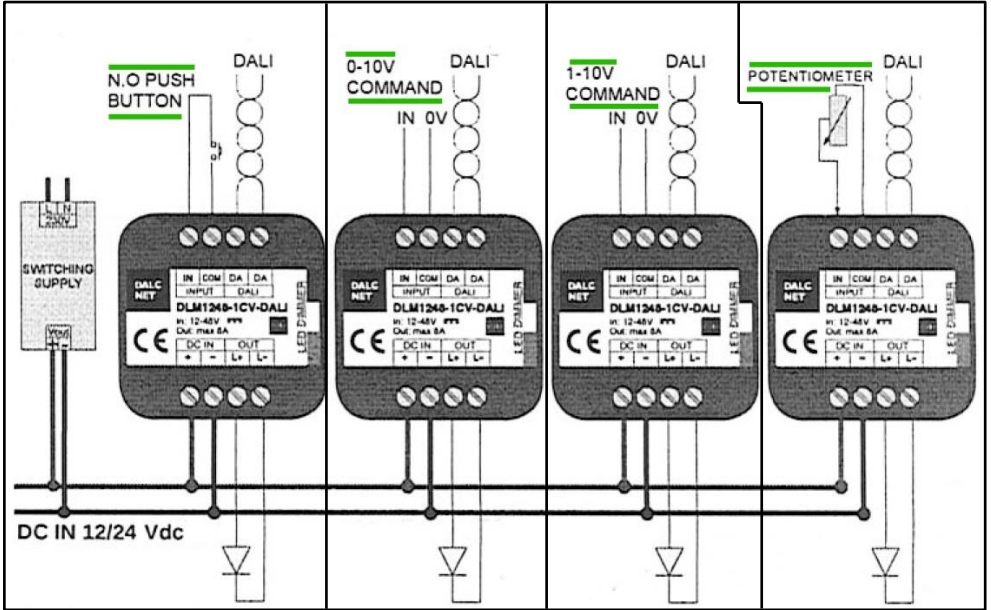 N.O PUSH
BUTTON
DALI
0-10V
COMMAND
IN 0V
DALI
1-10V
COMMAND
IN 0V
DALI
POTENTIOMETER
DALI
L N
230V
SWITCHING
SUPPLY
Vout
+ -
DALC
NET
IN COM DA DA
INPUT DALI
DLM1248-1CV-DALI
In: 12-48V
Out: max 8A
DC IN OUT
+ - L+ L-
CE
LED DIMMER
DALC
NET
IN COM DA DA
INPUT DALI
DLM1248-1CV-DALI
In: 12-48V
Out: max 8A
DC IN OUT
+ - L+ L-
CE
LED DIMMER
DALC
NET
IN COM DA DA
INPUT DALI
DLM1248-1CV-DALI
In: 12-48V
Out: max 8A
DC IN OUT
+ - L+ L-
CE
LED DIMMER
DALC
NET
IN COM DA DA
INPUT DALI
DLM1248-1CV-DALI
In: 12-48V
Out: max 8A
DC IN OUT
+ - L+ L-
CE
LED DIMMER
DC IN 12/24 Vdc